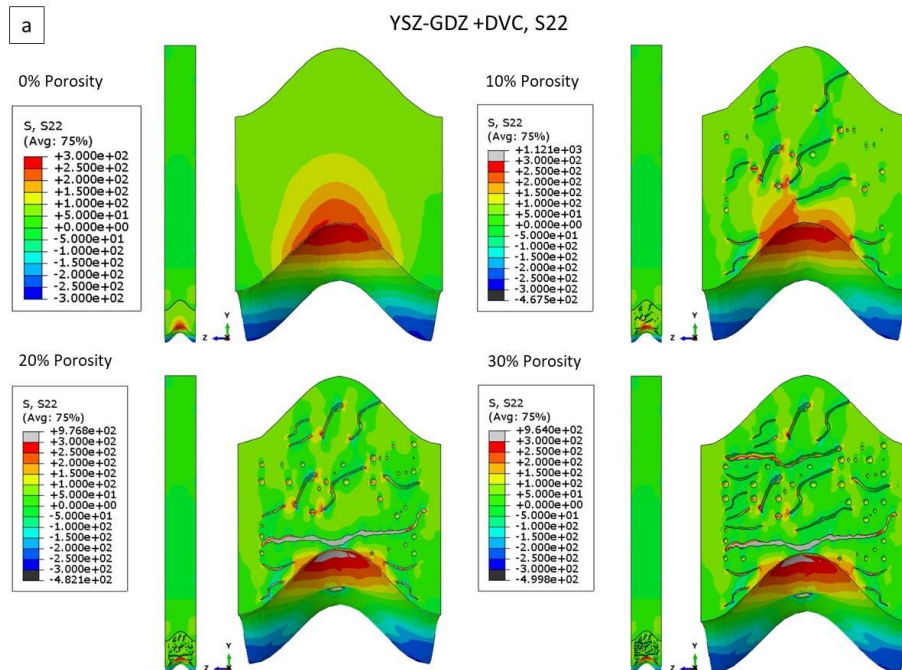 a
YSZ-GDZ +DVC, S22
0% Porosity
S, S22
(Avg: 75%)
+3.000e+02
+2.500e+02
+2.000e+02
+1.500e+02
+1.000e+02
+5.000e+01
+0.000e+00
-5.000e+01
-1.000e+02
-1.500e+02
-2.000e+02
-2.500e+02
-3.000e+02
Y
Z
X
10% Porosity
S, S22
(Avg: 75%)
+1.121e+03
+3.000e+02
+2.500e+02
+2.000e+02
+1.500e+02
+1.000e+02
+5.000e+01
+0.000e+00
-5.000e+01
-1.000e+02
-1.500e+02
-2.000e+02
-2.500e+02
-3.000e+02
-4.675e+02
Y
Z
X
20% Porosity
S, S22
(Avg: 75%)
+9.768e+02
+3.000e+02
+2.500e+02
+2.000e+02
+1.500e+02
+1.000e+02
+5.000e+01
+0.000e+00
-5.000e+01
-1.000e+02
-1.500e+02
-2.000e+02
-2.500e+02
-3.000e+02
-4.821e+02
Y
Z
X
30% Porosity
S, S22
(Avg: 75%)
+9.640e+02
+3.000e+02
+2.500e+02
+2.000e+02
+1.500e+02
+1.000e+02
+5.000e+01
+0.000e+00
-5.000e+01
-1.000e+02
-1.500e+02
-2.000e+02
-2.500e+02
-3.000e+02
-4.998e+02
Y
Z
X